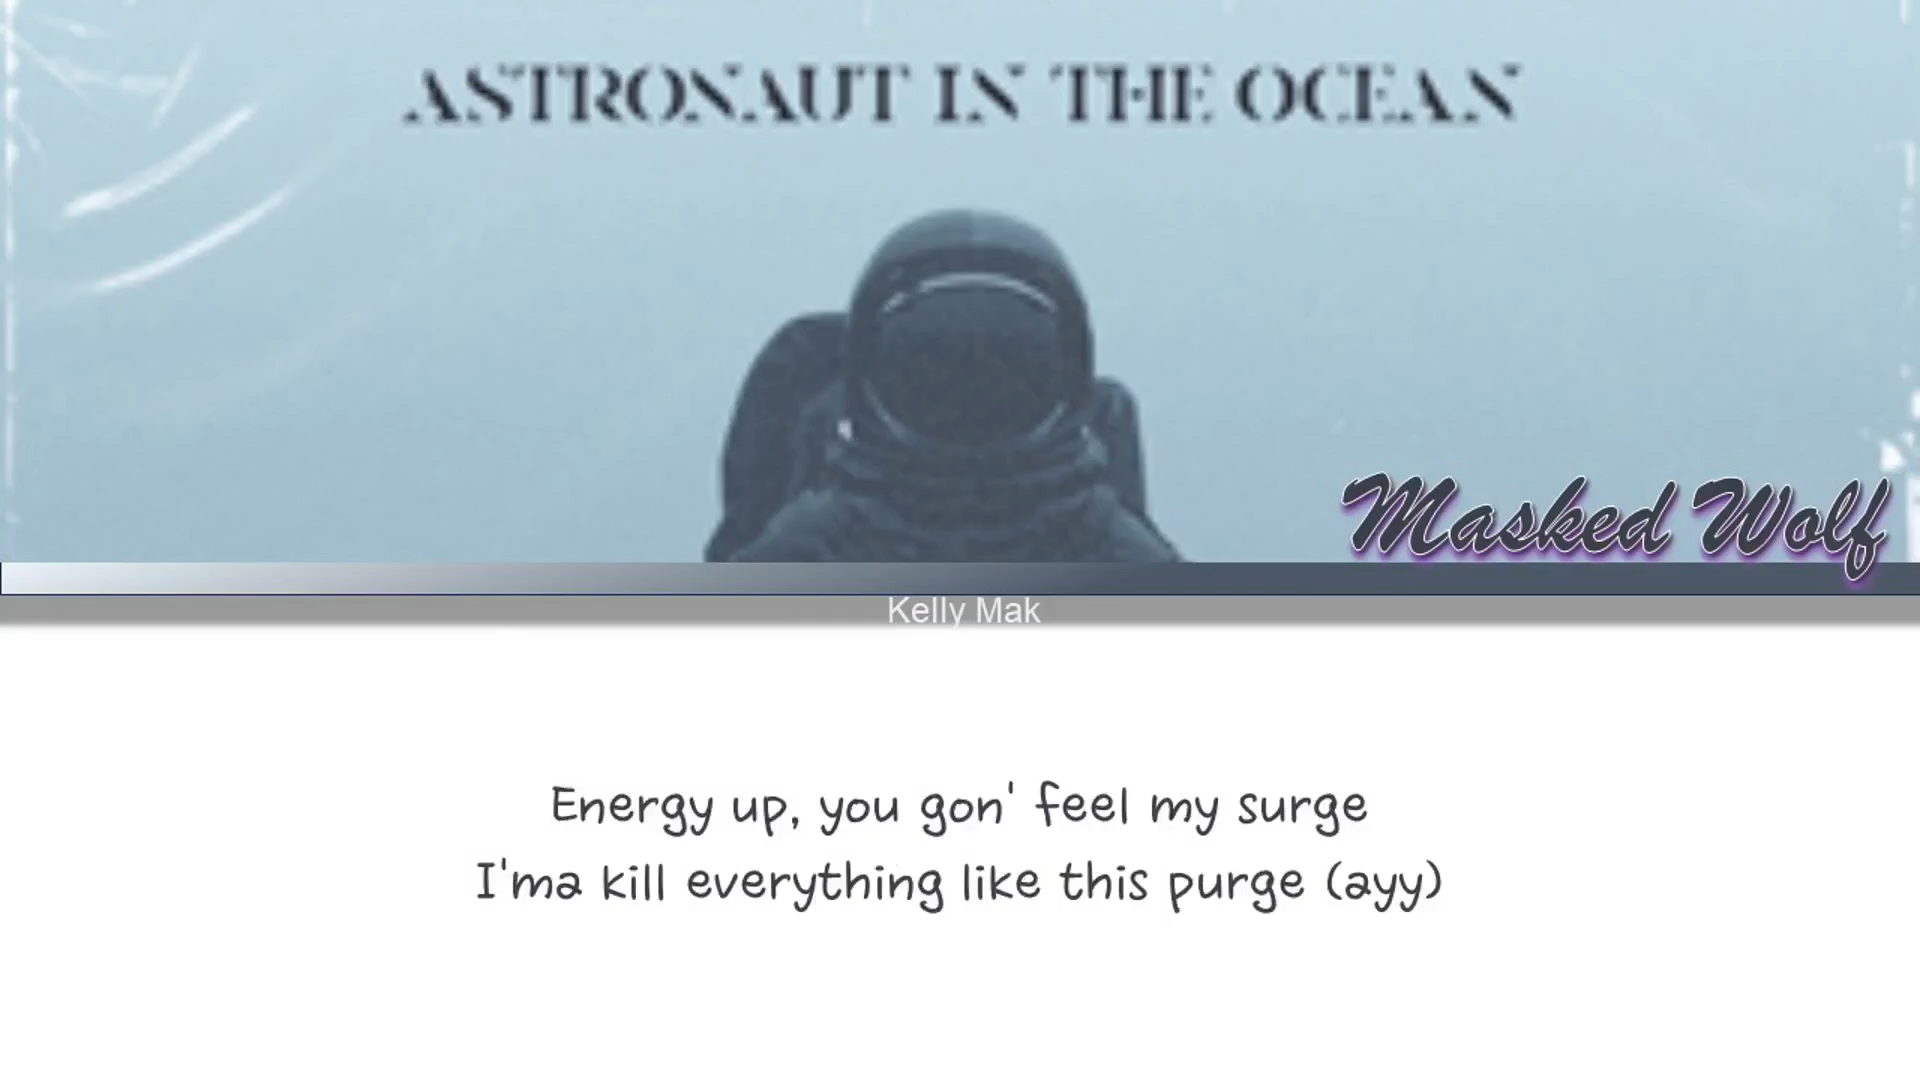 ASTRONAUT IN THE OCEAN
Masked Wolf
Kelly Mak
Energy up, you gon' feel my surge
I'ma kill everything like this purge (ayy)